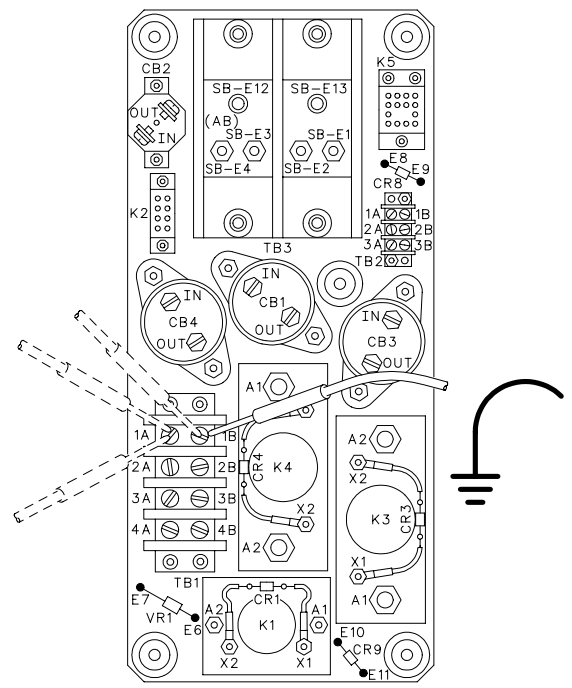 K5
CB2
SB-E12 SB-E13
OUT
(AB)
IN
SB-E3 SB-E1
SB-E4 SB-E2
E8
E9
CR8
K2
1A 1B
2A 2B
3A 3B
TB2
TB3
IN
IN
CB1
CB4
OUT
OUT
IN
CB3
OUT
A1
1A 1B
2A 2B
3A 3B
4A 4B
TB1
CR4
K4
X2
A2
A2
X2
K3
CR3
X1
A1
E7
VR1
E6
CR1
A2 A1
K1
X2 X1
E10
CR9
E11